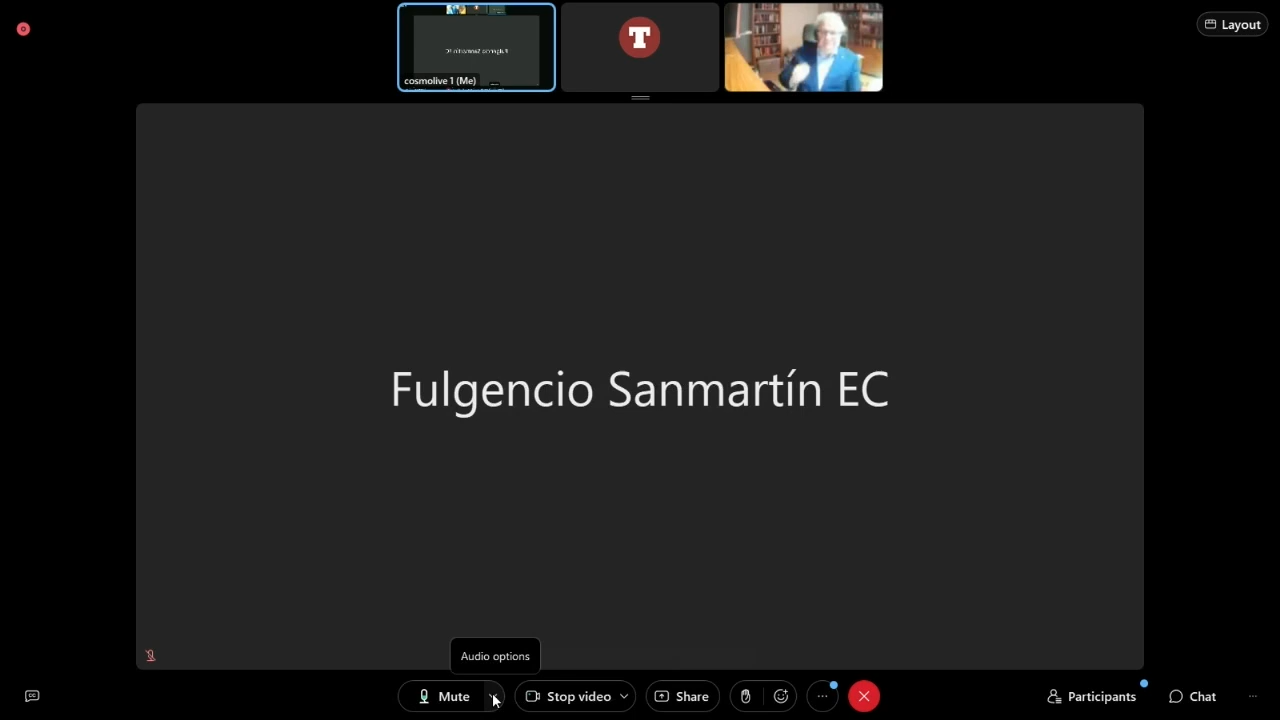 cosmolive 1 (Me)
T
Layout
Fulgencio Sanmartín EC
Audio options
Mute
Stop video
Share
Participants
Chat